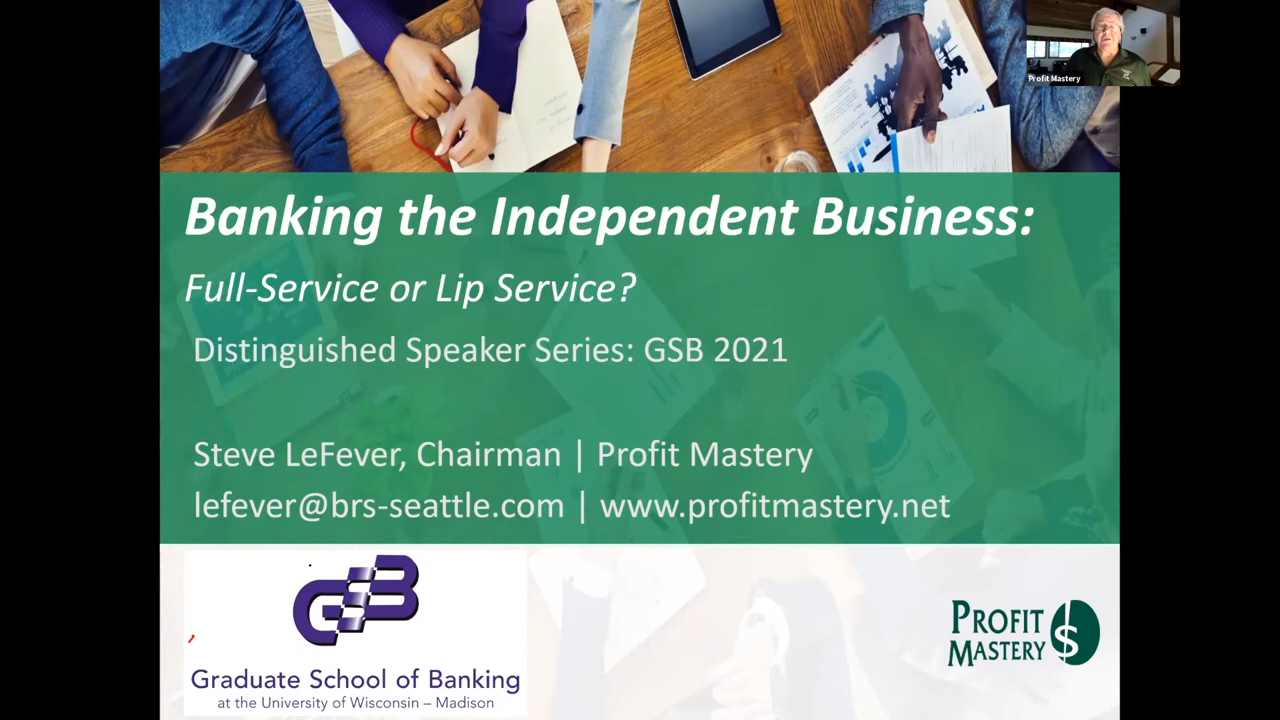 Profit Mastery
Banking the Independent Business:
Full-Service or Lip Service?
Distinguished Speaker Series: GSB 2021
Steve LeFever, Chairman | Profit Mastery
lefever@brs-seattle.com | www.profitmastery.net
GSB
Graduate School of Banking
at the University of Wisconsin – Madison
PROFIT
MASTERY
$